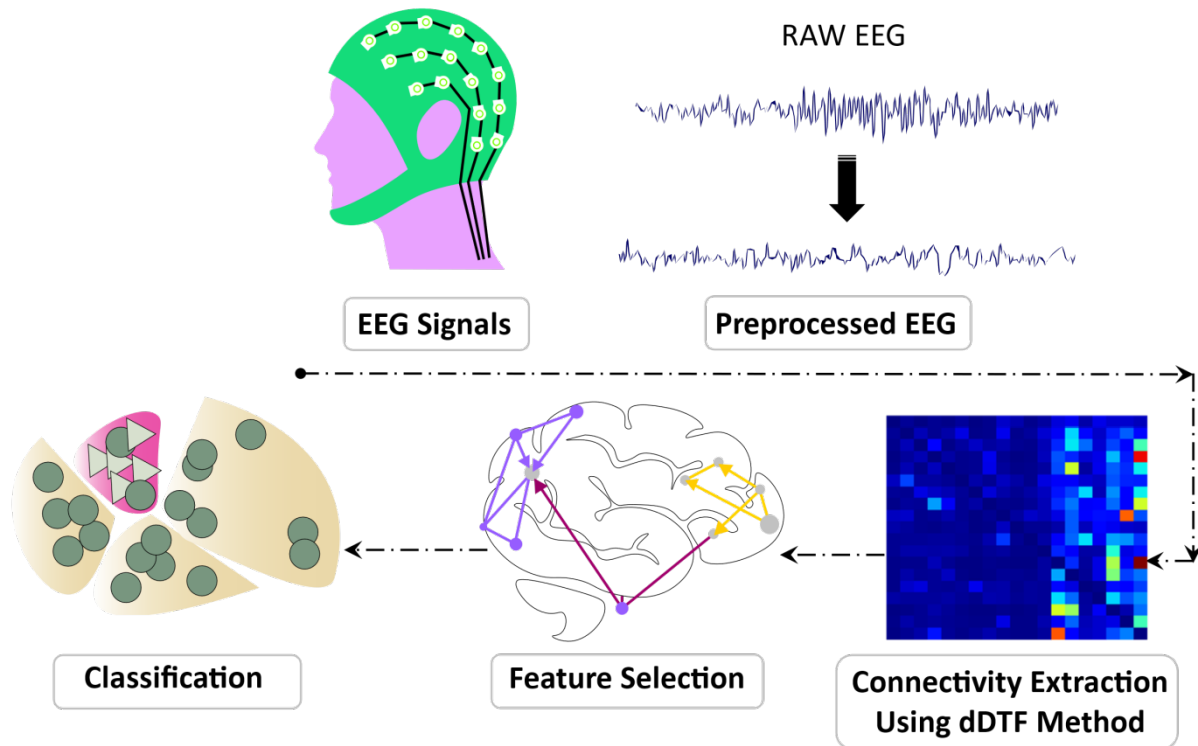 RAW EEG
EEG Signals
Preprocessed EEG
Classification
Feature Selection
Connectivity Extraction
Using dDTF Method